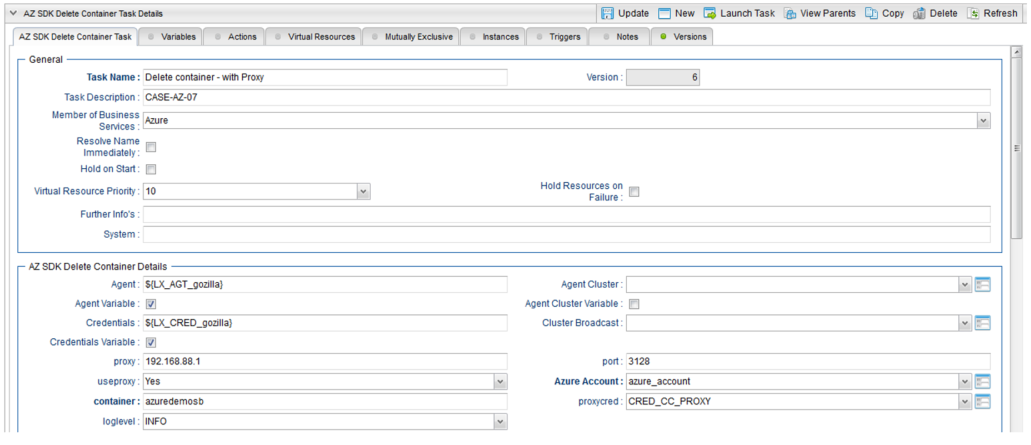 AZ SDK Delete Container Task Details
Update New Launch Task View Parents Copy Delete Refresh
AZ SDK Delete Container Task Variables Actions Virtual Resources Mutually Exclusive Instances Triggers Notes Versions
General
Task Name : Delete container - with Proxy Version : 6
Task Description : CASE-AZ-07
Member of Business
Services : Azure
Resolve Name
Immediately :
Hold on Start :
Virtual Resource Priority : 10 Hold Resources on
Failure :
Further Info's :
System :
AZ SDK Delete Container Details
Agent : ${LX_AGT_gozilla} Agent Cluster :
Agent Variable : Agent Cluster Variable :
Credentials : ${LX_CRED_gozilla} Cluster Broadcast :
Credentials Variable :
proxy : 192.168.88.1 port : 3128
useproxy : Yes Azure Account : azure_account
container : azuredemosb proxycred : CRED_CC_PROXY
loglevel : INFO